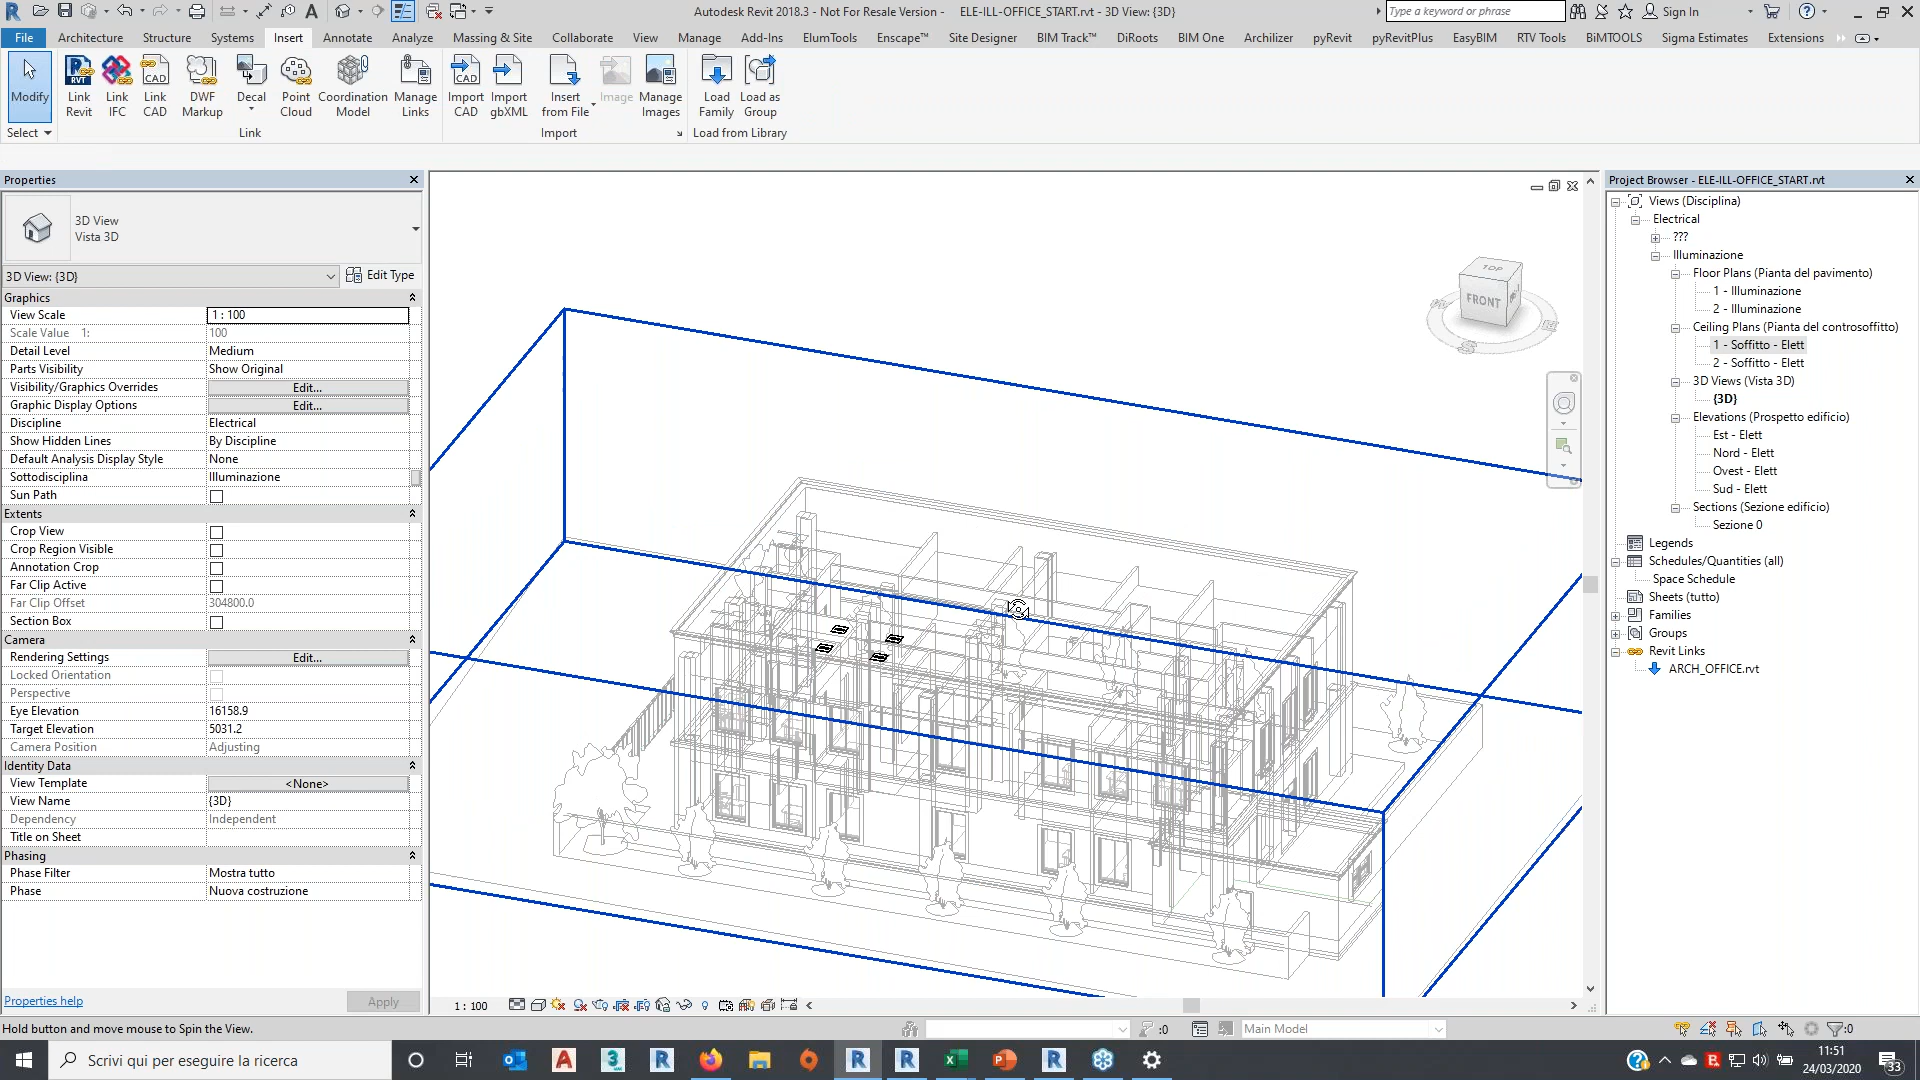 Autodesk Revit 2018.3 - Not For Resale Version - ELE-ILL-OFFICE_START.rvt - 3D View: {3D}
Type a keyword or phrase
Sign In
File Architecture Structure Systems Insert Annotate Analyze Massing & Site Collaborate View Manage Add-Ins ElumTools Enscape™ Site Designer BIM Track™ DiRoots BIM One Archilizer pyRevit pyRevitPlus EasyBIM RTV Tools BiMTOOLS Sigma Estimates Extensions
Modify
Link Revit
Link IFC
Link CAD
DWF Markup
Decal
Point Cloud
Coordination Model
Manage Links
Import CAD
Import gbXML
Insert from File
Image
Manage Images
Load Family
Load as Group
Select
Link
Import
Load from Library
Properties
3D View
Vista 3D
3D View: {3D}
Edit Type
Graphics
View Scale 1 : 100
Scale Value 1: 100
Detail Level Medium
Parts Visibility Show Original
Visibility/Graphics Overrides Edit...
Graphic Display Options Edit...
Discipline Electrical
Show Hidden Lines By Discipline
Default Analysis Display Style None
Sottodisciplina Illuminazione
Sun Path
Extents
Crop View
Crop Region Visible
Annotation Crop
Far Clip Active
Far Clip Offset 304800.0
Section Box
Camera
Rendering Settings Edit...
Locked Orientation
Perspective
Eye Elevation 16158.9
Target Elevation 5031.2
Camera Position Adjusting
Identity Data
View Template <None>
View Name {3D}
Dependency Independent
Title on Sheet
Phasing
Phase Filter Mostra tutto
Phase Nuova costruzione
Properties help
Apply
TOP
FRONT
1 : 100
Project Browser - ELE-ILL-OFFICE_START.rvt
Views (Disciplina)
Electrical
???
Illuminazione
Floor Plans (Pianta del pavimento)
1 - Illuminazione
2 - Illuminazione
Ceiling Plans (Pianta del controsoffitto)
1 - Soffitto - Elett
2 - Soffitto - Elett
3D Views (Vista 3D)
{3D}
Elevations (Prospetto edificio)
Est - Elett
Nord - Elett
Ovest - Elett
Sud - Elett
Sections (Sezione edificio)
Sezione 0
Legends
Schedules/Quantities (all)
Space Schedule
Sheets (tutto)
Families
Groups
Revit Links
ARCH_OFFICE.rvt
Hold button and move mouse to Spin the View.
:0
Main Model
:0
Scrivi qui per eseguire la ricerca
11:51
24/03/2020
33